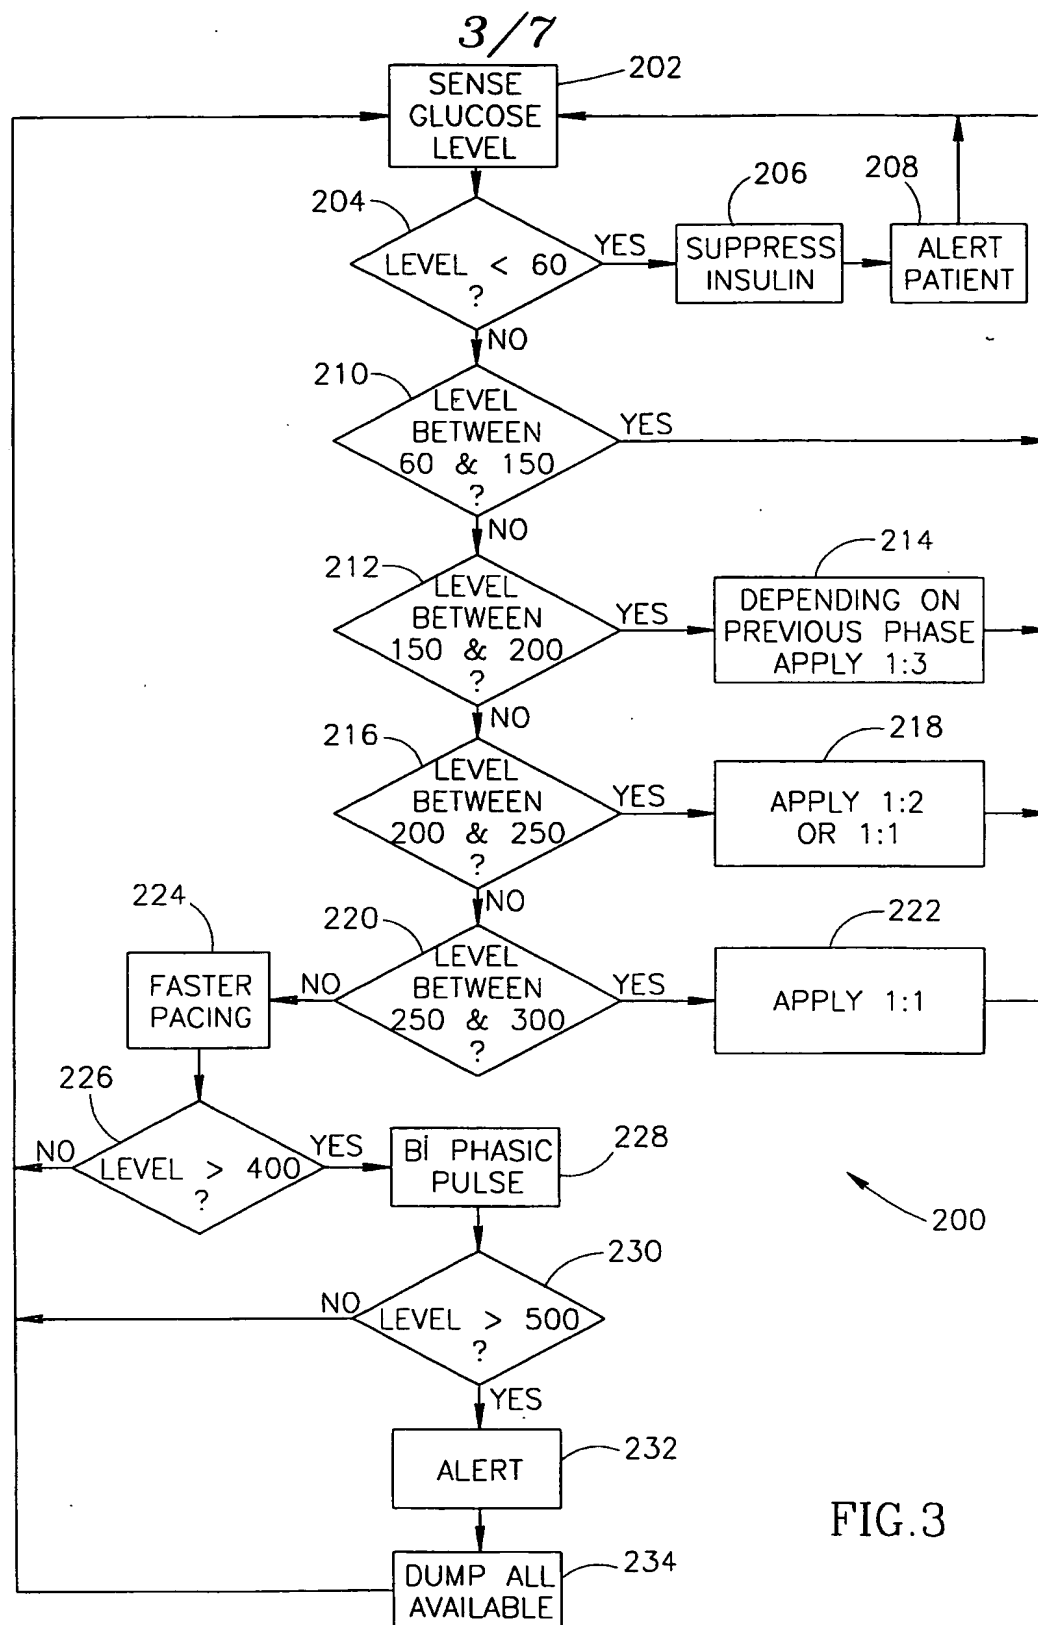 3/7
SENSE
GLUCOSE
LEVEL
202
204
LEVEL < 60
?
YES
206
SUPPRESS
INSULIN
208
ALERT
PATIENT
NO
210
LEVEL
BETWEEN
60 & 150
?
YES
NO
212
LEVEL
BETWEEN
150 & 200
?
YES
214
DEPENDING ON
PREVIOUS PHASE
APPLY 1:3
NO
216
LEVEL
BETWEEN
200 & 250
?
YES
218
APPLY 1:2
OR 1:1
NO
220
LEVEL
BETWEEN
250 & 300
?
YES
222
APPLY 1:1
NO
224
FASTER
PACING
226
LEVEL > 400
?
NO
YES
BI PHASIC
PULSE
228
200
230
LEVEL > 500
?
NO
YES
ALERT
232
DUMP ALL
AVAILABLE
234
FIG.3